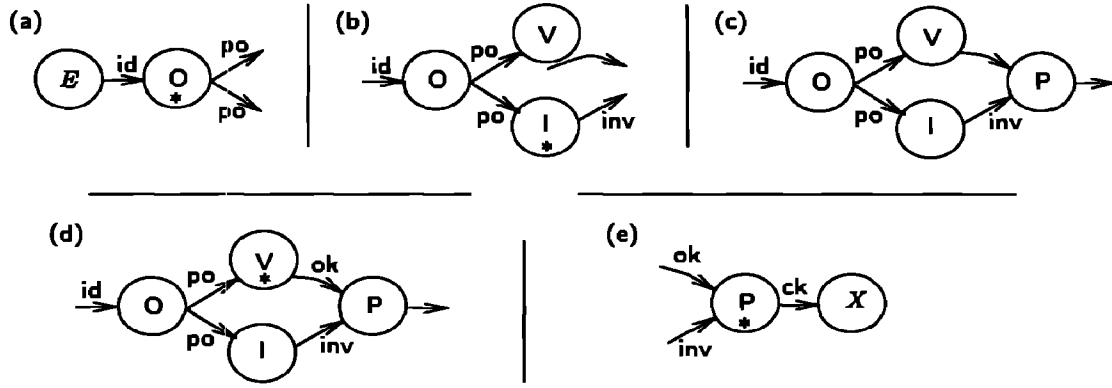 (a)
E
id
O
*
po
po
(b)
id
O
po
V
po
I
*
inv
(c)
id
O
po
V
po
I
inv
P
(d)
id
O
po
V
*
ok
po
I
inv
P
(e)
ok
inv
P
*
ck
X